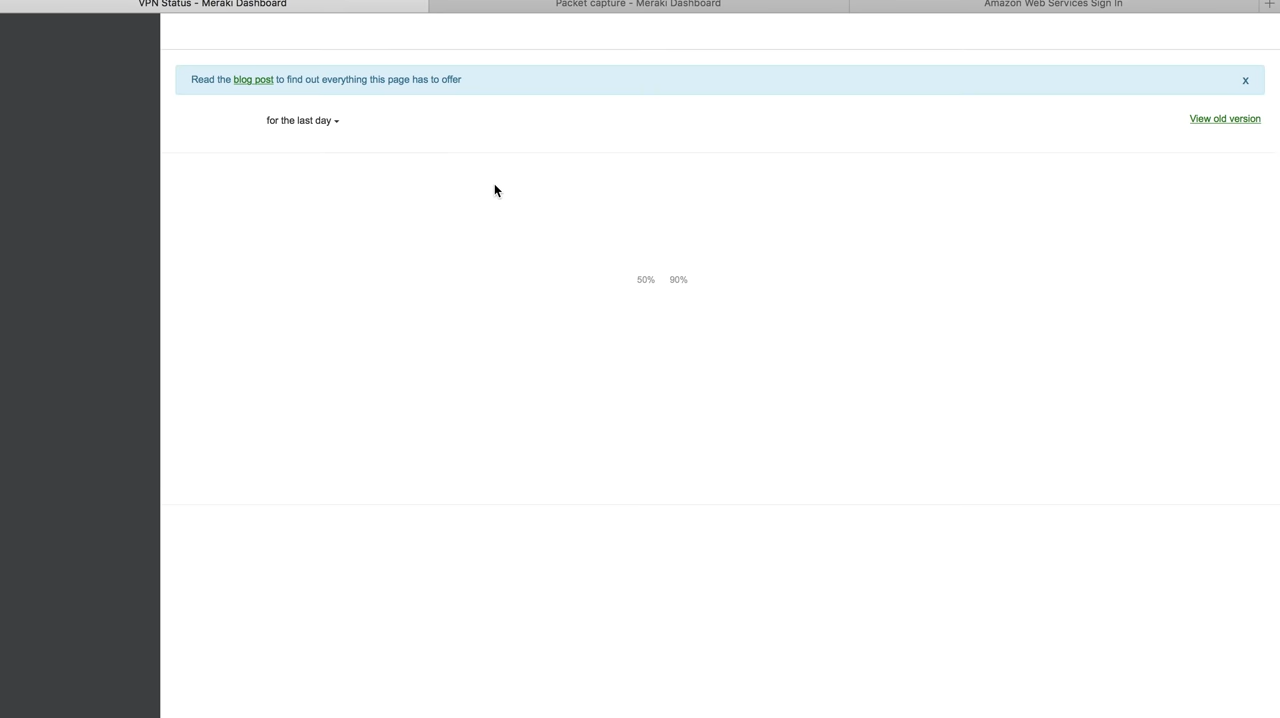 VPN Status - Meraki Dashboard
Packet capture - Meraki Dashboard
Amazon Web Services Sign In
+
Read the blog post to find out everything this page has to offer
x
for the last day
View old version
50% 90%